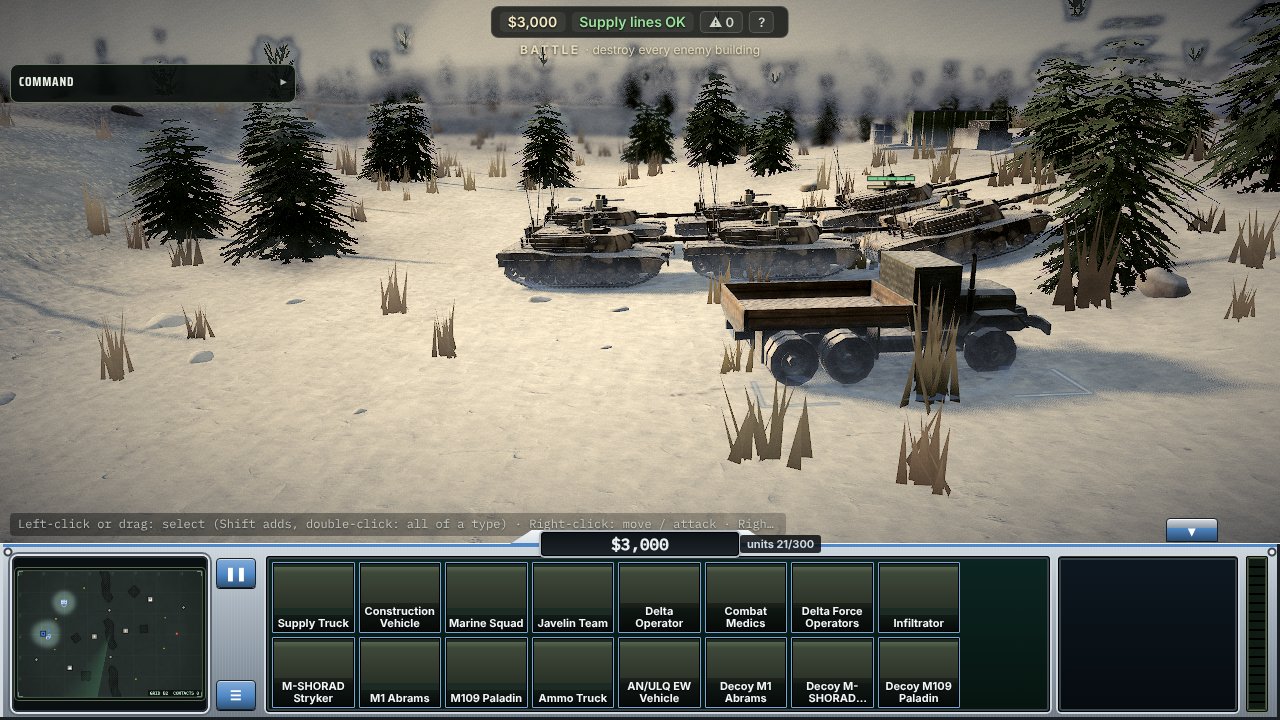 $3,000 Supply lines OK ⚠ 0 ?
BATTLE · destroy every enemy building
COMMAND
Left-click or drag: select (Shift adds, double-click: all of a type) · Right-click: move / attack · Righ…
$3,000 units 21/300
Supply Truck
Construction
Vehicle
Marine Squad
Javelin Team
Delta
Operator
Combat
Medics
Delta Force
Operators
Infiltrator
M-SHORAD
Stryker
M1 Abrams
M109 Paladin
Ammo Truck
AN/ULQ EW
Vehicle
Decoy M1
Abrams
Decoy M-
SHORAD…
Decoy M109
Paladin